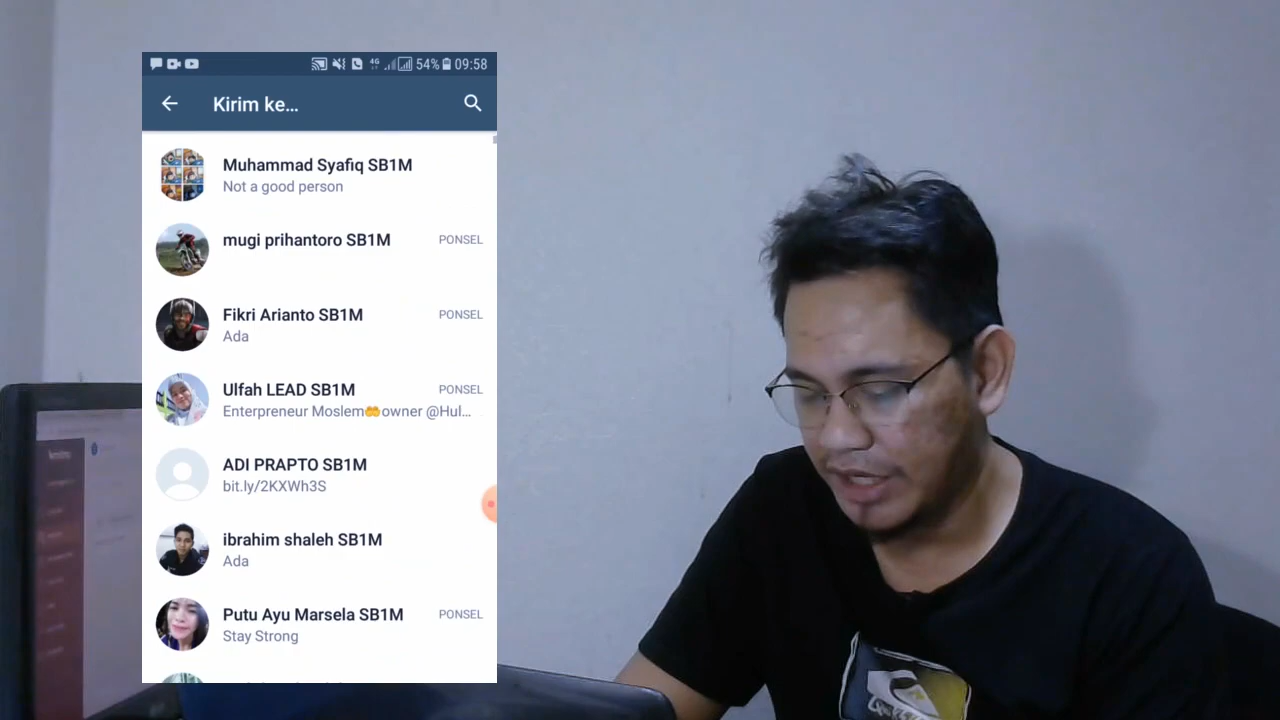 4G 54% 09:58
Kirim ke...
Muhammad Syafiq SB1M
Not a good person
mugi prihantoro SB1M PONSEL
Fikri Arianto SB1M PONSEL
Ada
Ulfah LEAD SB1M PONSEL
Enterpreneur Moslem🤲owner @Hul...
ADI PRAPTO SB1M
bit.ly/2KXWh3S
ibrahim shaleh SB1M
Ada
Putu Ayu Marsela SB1M PONSEL
Stay Strong